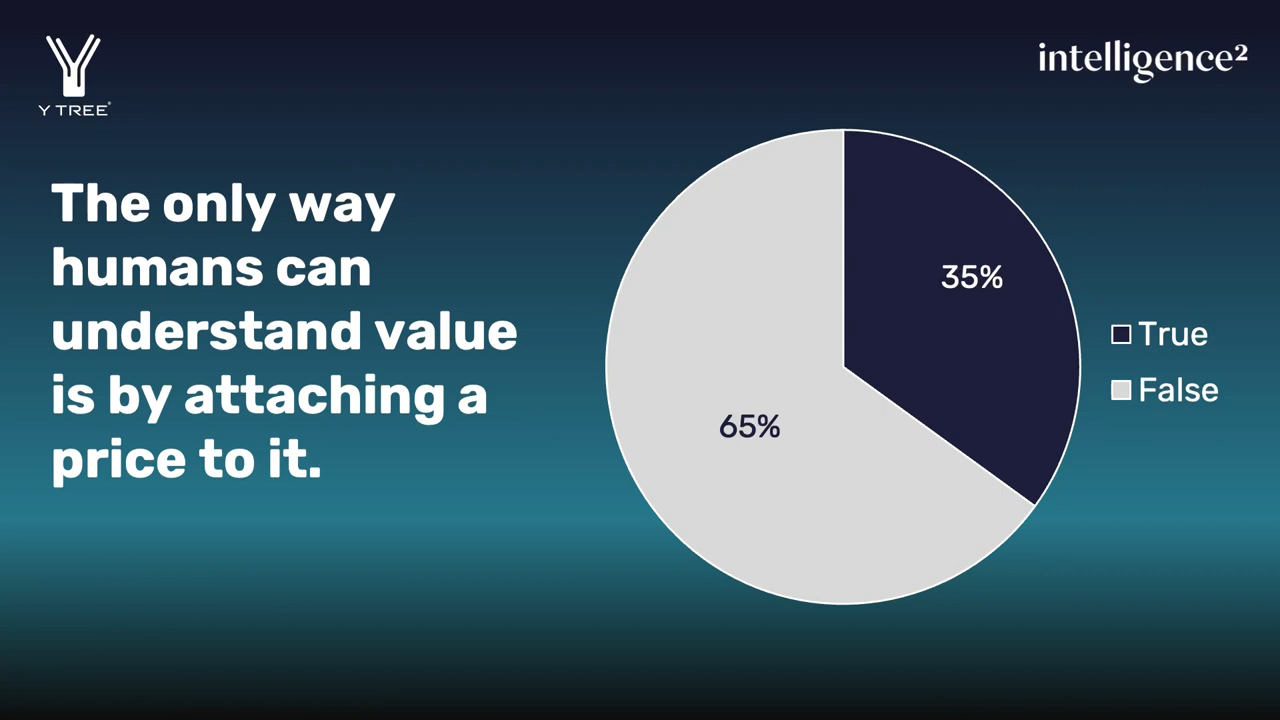 Y TREE®
intelligence²
The only way
humans can
understand value
is by attaching a
price to it.
35%
65%
True
False